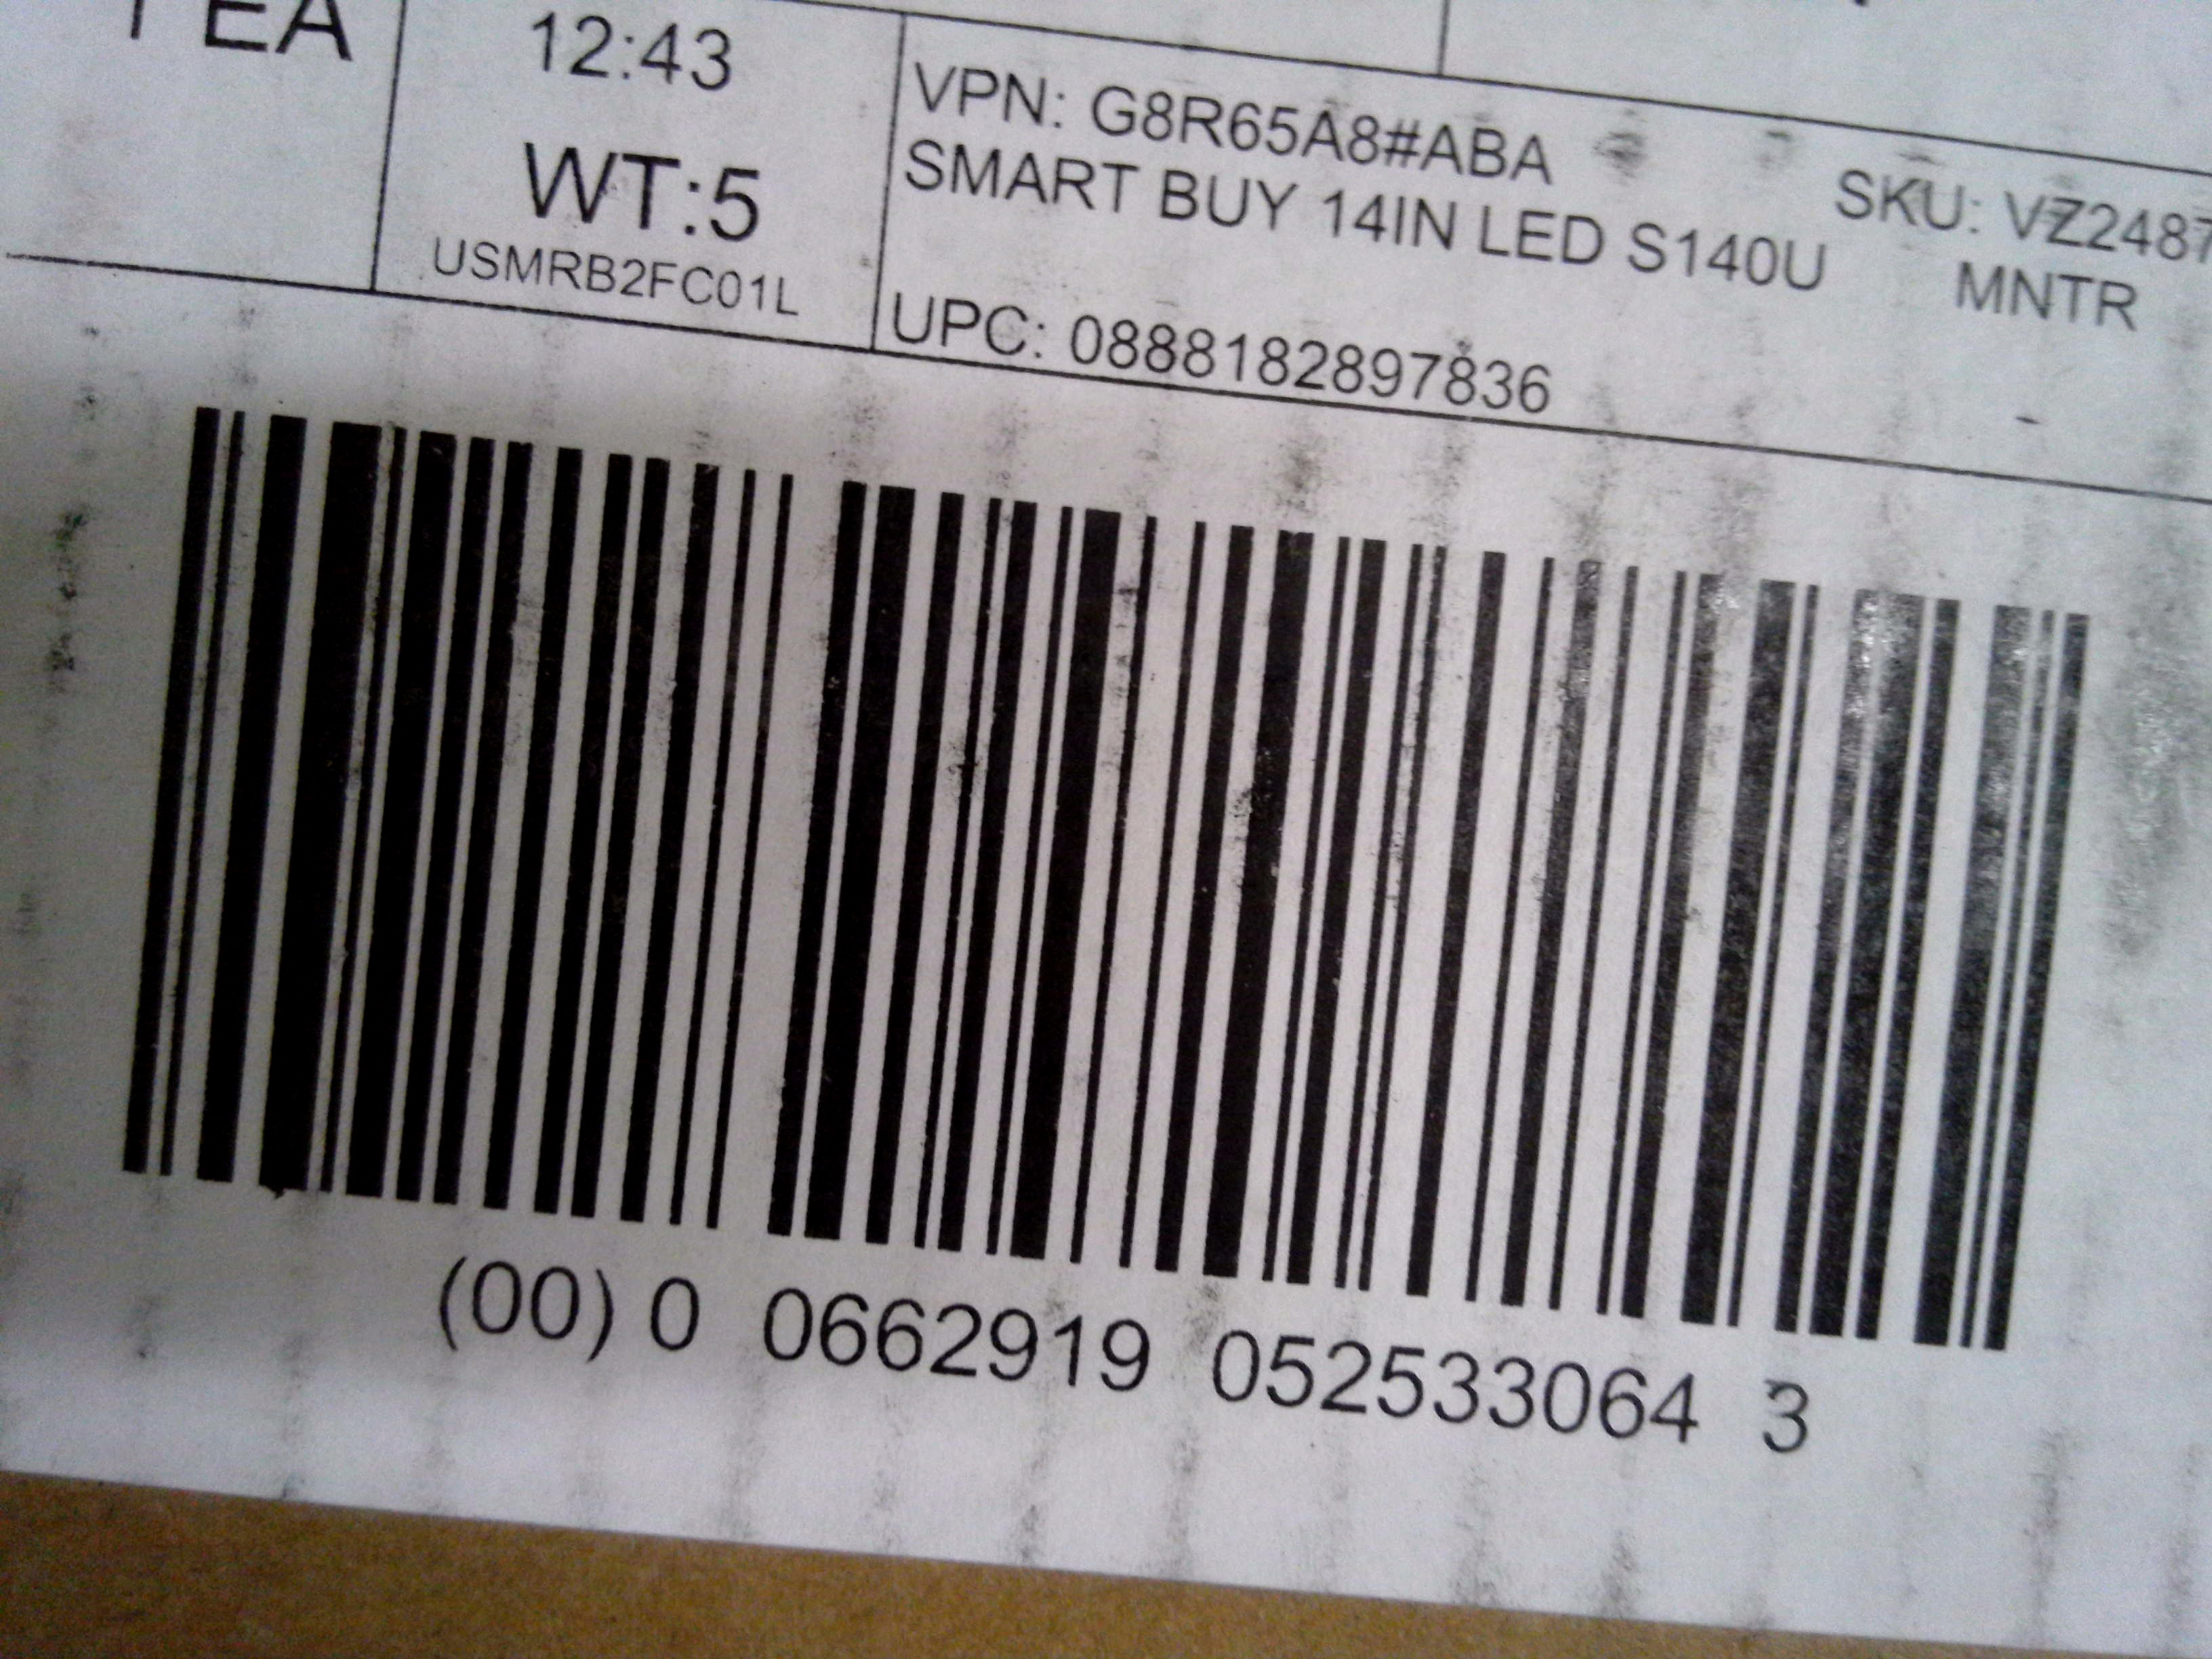 EA
12:43
WT:5
USMRB2FC01L
VPN: G8R65A8#ABA
SKU: VZ2487
SMART BUY 14IN LED S140U MNTR
UPC: 0888182897836
(00) 0 0662919 052533064 3